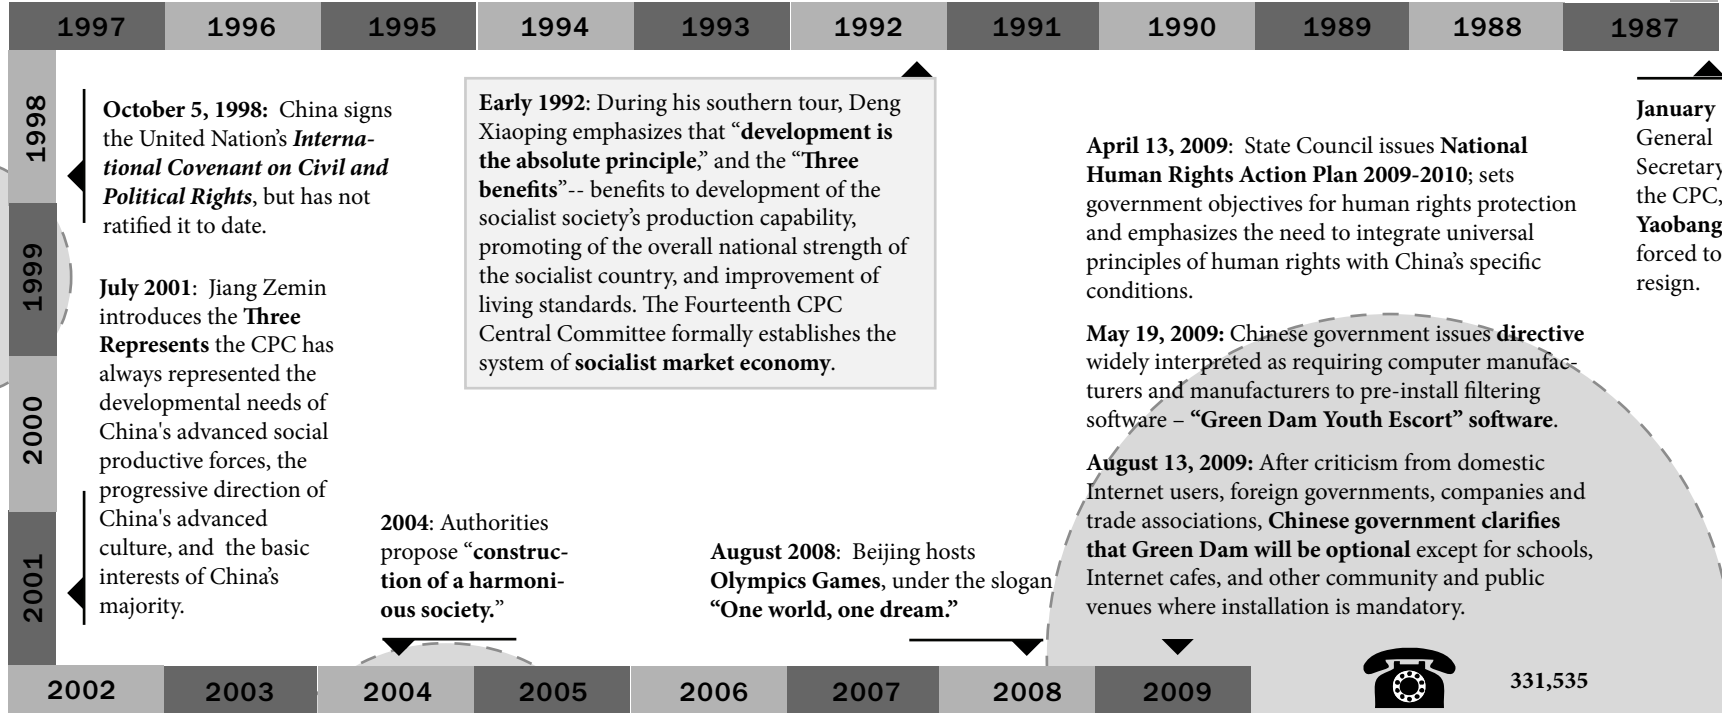 1997 1996 1995 1994 1993 1992 1991 1990 1989 1988 1987
1998
1999
2000
2001
October 5, 1998: China signs
the United Nation’s Interna-
tional Covenant on Civil and
Political Rights, but has not
ratified it to date.
July 2001: Jiang Zemin
introduces the Three
Represents the CPC has
always represented the
developmental needs of
China's advanced social
productive forces, the
progressive direction of
China's advanced
culture, and the basic
interests of China’s
majority.
Early 1992: During his southern tour, Deng
Xiaoping emphasizes that “development is
the absolute principle,” and the “Three
benefits”-- benefits to development of the
socialist society’s production capability,
promoting of the overall national strength of
the socialist country, and improvement of
living standards. The Fourteenth CPC
Central Committee formally establishes the
system of socialist market economy.
2004: Authorities
propose “construc-
tion of a harmoni-
ous society.”
August 2008: Beijing hosts
Olympics Games, under the slogan
“One world, one dream.”
April 13, 2009: State Council issues National
Human Rights Action Plan 2009-2010; sets
government objectives for human rights protection
and emphasizes the need to integrate universal
principles of human rights with China’s specific
conditions.
May 19, 2009: Chinese government issues directive
widely interpreted as requiring computer manufac-
turers and manufacturers to pre-install filtering
software – “Green Dam Youth Escort” software.
August 13, 2009: After criticism from domestic
Internet users, foreign governments, companies and
trade associations, Chinese government clarifies
that Green Dam will be optional except for schools,
Internet cafes, and other community and public
venues where installation is mandatory.
January
General
Secretary
the CPC,
Yaobang
forced to
resign.
331,535
2002 2003 2004 2005 2006 2007 2008 2009